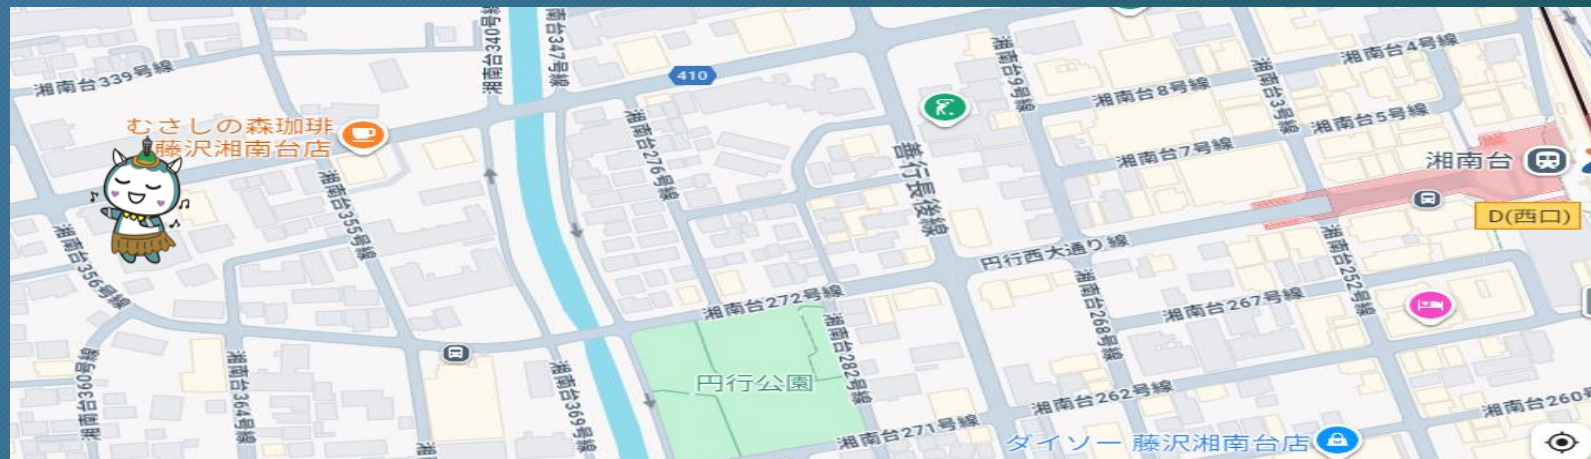 湘南台339号線
湘南台340号線
湘南台347号線
410
むさしの森珈琲
藤沢湘南台店
湘南台276号線
善行長後線
湘南台9号線
湘南台8号線
湘南台3号線
湘南台4号線
湘南台5号線
湘南台7号線
湘南台
D(西口)
湘南台355号線
湘南台356号線
円行西大通り線
湘南台272号線
湘南台268号線
湘南台267号線
湘南台252号線
湘南台282号線
湘南台360号線
湘南台364号線
湘南台369号線
円行公園
湘南台262号線
湘南台260号
湘南台271号線
ダイソー 藤沢湘南台店